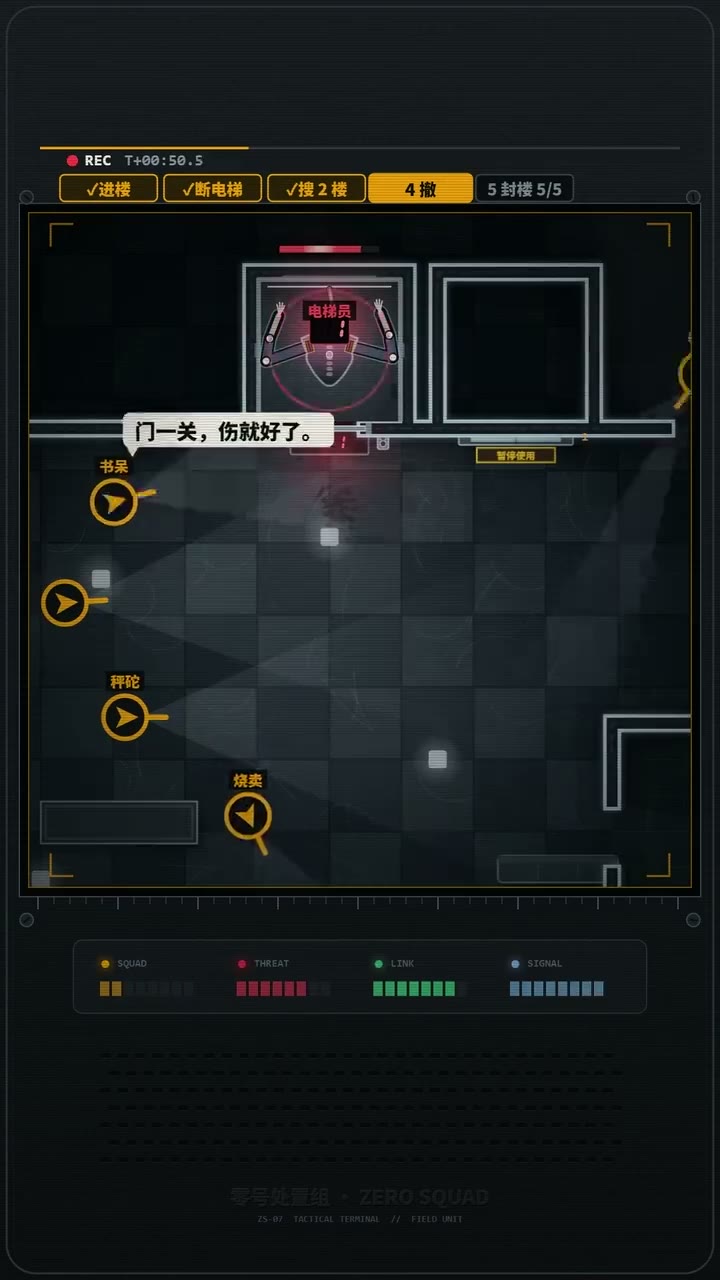 REC T+00:50.5
✓进楼 ✓断电梯 ✓搜 2 楼 4 撤 5 封楼 5/5
电梯员
1
门一关，伤就好了。
1
暂停使用
书呆
秤砣
烧卖
SQUAD THREAT LINK SIGNAL
零号处置组 · ZERO SQUAD
ZS-07 TACTICAL TERMINAL // FIELD UNIT